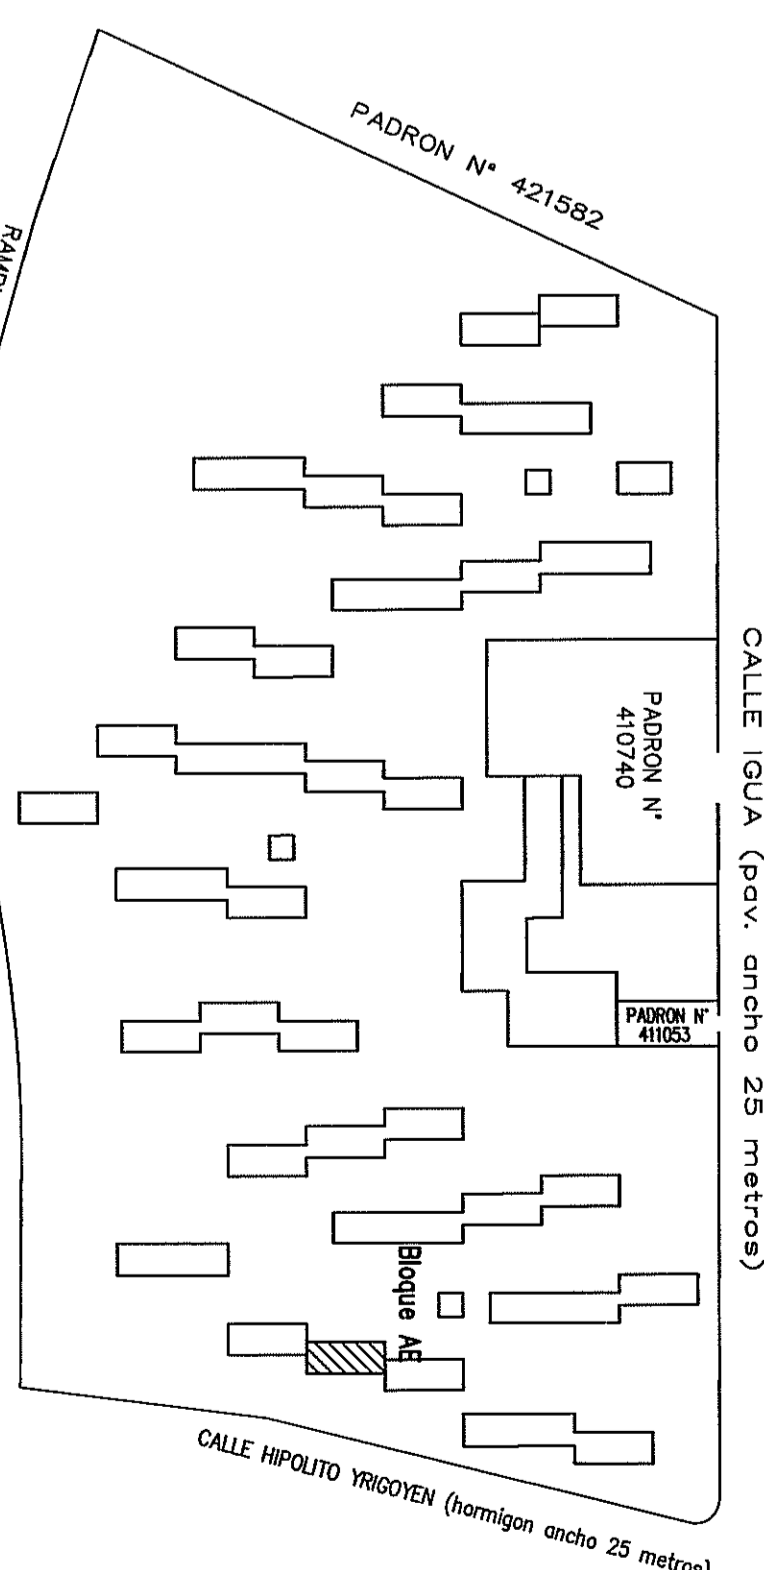 PADRON N° 421582
CALLE IGUA (pav. ancho 25 metros)
PADRON N°
410740
PADRON N°
411053
Bloque AE
CALLE HIPOLITO YRIGOYEN (hormigon ancho 25 metros)